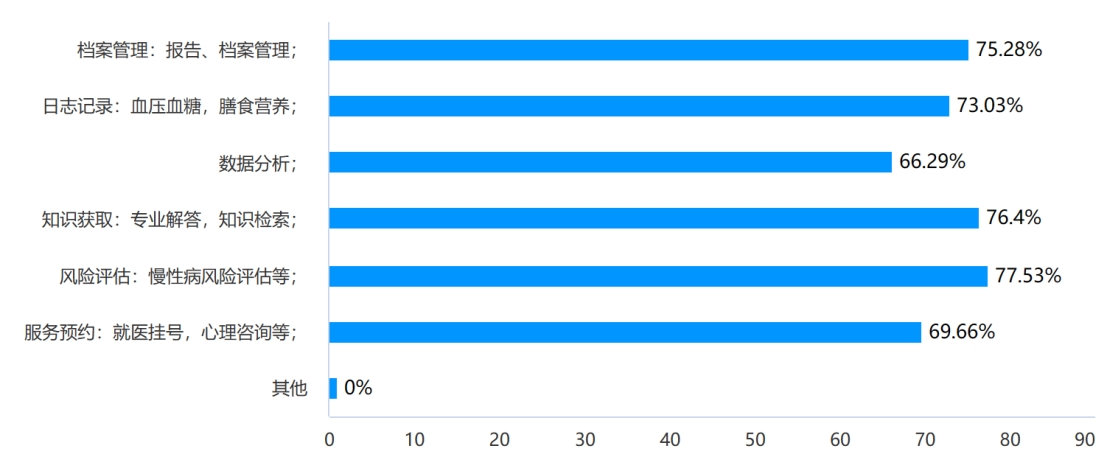 档案管理：报告、档案管理； 75.28%
日志记录：血压血糖，膳食营养； 73.03%
数据分析； 66.29%
知识获取：专业解答，知识检索； 76.4%
风险评估：慢性病风险评估等； 77.53%
服务预约：就医挂号，心理咨询等； 69.66%
其他 0%
0 10 20 30 40 50 60 70 80 90